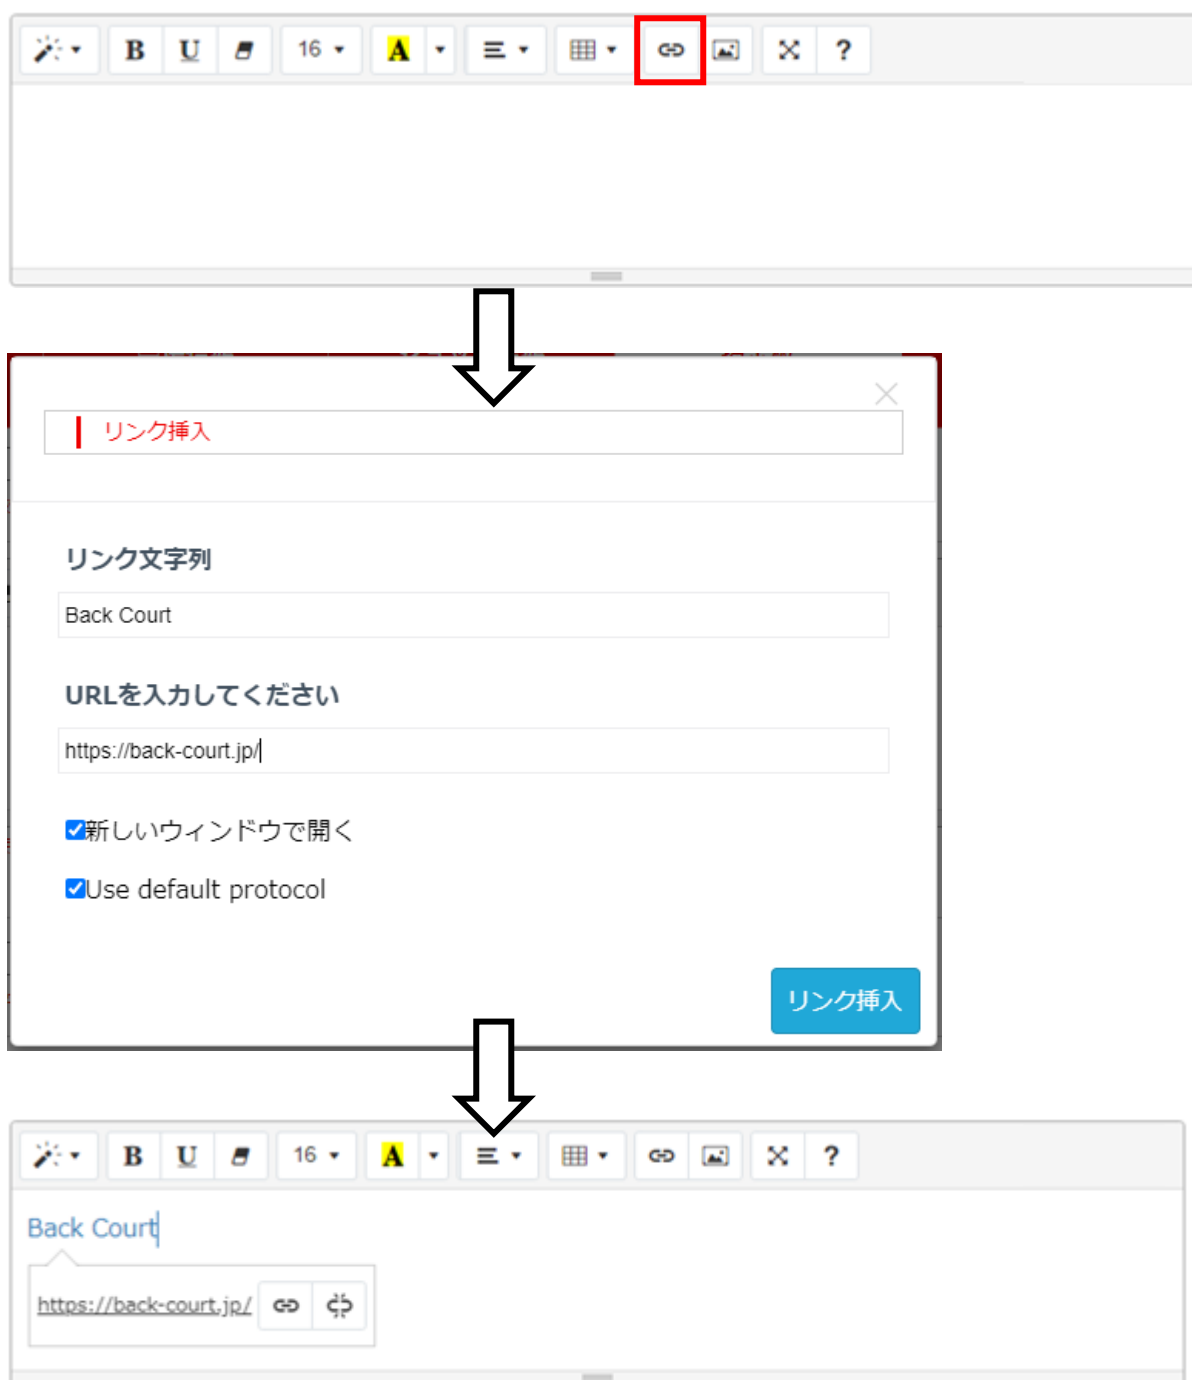 B U 16 A ?
リンク挿入
リンク文字列
Back Court
URLを入力してください
https://back-court.jp/
新しいウィンドウで開く
Use default protocol
リンク挿入
B U 16 A ?
Back Court
https://back-court.jp/